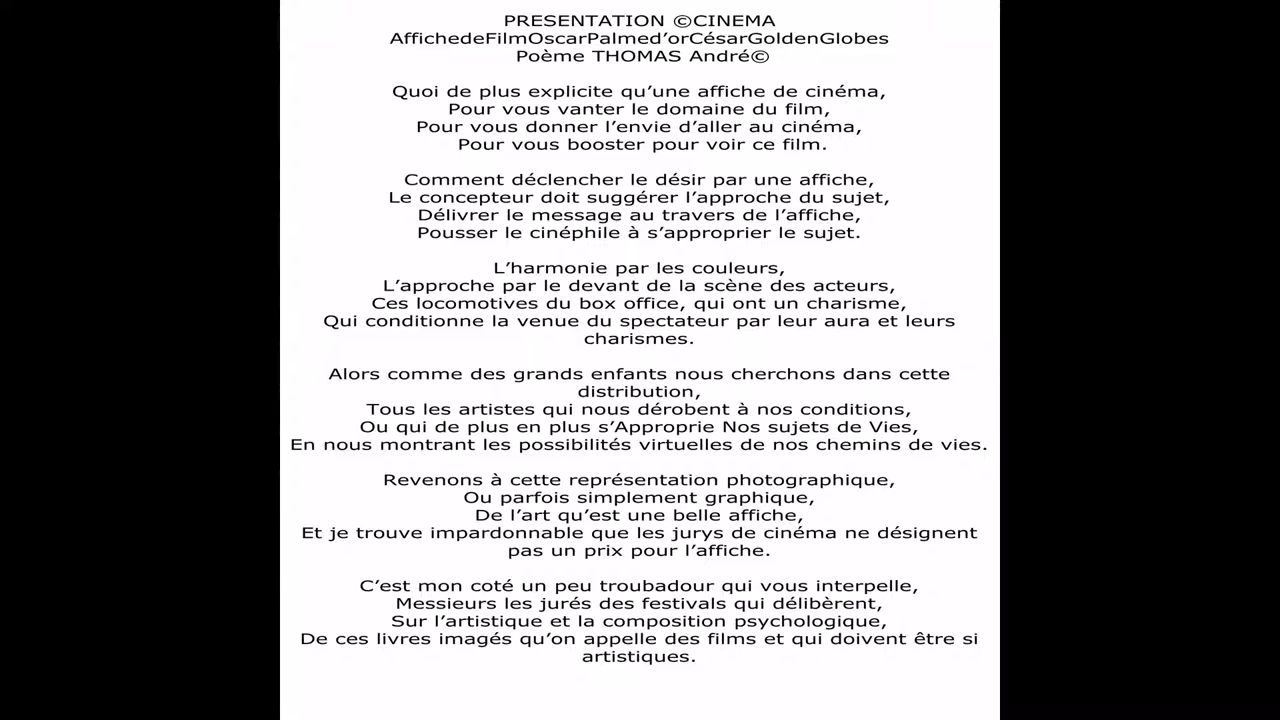 PRESENTATION ©CINEMA
AffichedeFilmOscarPalmed’orCésarGoldenGlobes
Poème THOMAS André©
Quoi de plus explicite qu’une affiche de cinéma,
Pour vous vanter le domaine du film,
Pour vous donner l’envie d’aller au cinéma,
Pour vous booster pour voir ce film.
Comment déclencher le désir par une affiche,
Le concepteur doit suggérer l’approche du sujet,
Délivrer le message au travers de l’affiche,
Pousser le cinéphile à s’approprier le sujet.
L’harmonie par les couleurs,
L’approche par le devant de la scène des acteurs,
Ces locomotives du box office, qui ont un charisme,
Qui conditionne la venue du spectateur par leur aura et leurs
charismes.
Alors comme des grands enfants nous cherchons dans cette
distribution,
Tous les artistes qui nous dérobent à nos conditions,
Ou qui de plus en plus s’Approprie Nos sujets de Vies,
En nous montrant les possibilités virtuelles de nos chemins de vies.
Revenons à cette représentation photographique,
Ou parfois simplement graphique,
De l’art qu’est une belle affiche,
Et je trouve impardonnable que les jurys de cinéma ne désignent
pas un prix pour l’affiche.
C’est mon coté un peu troubadour qui vous interpelle,
Messieurs les jurés des festivals qui délibèrent,
Sur l’artistique et la composition psychologique,
De ces livres imagés qu’on appelle des films et qui doivent être si
artistiques.